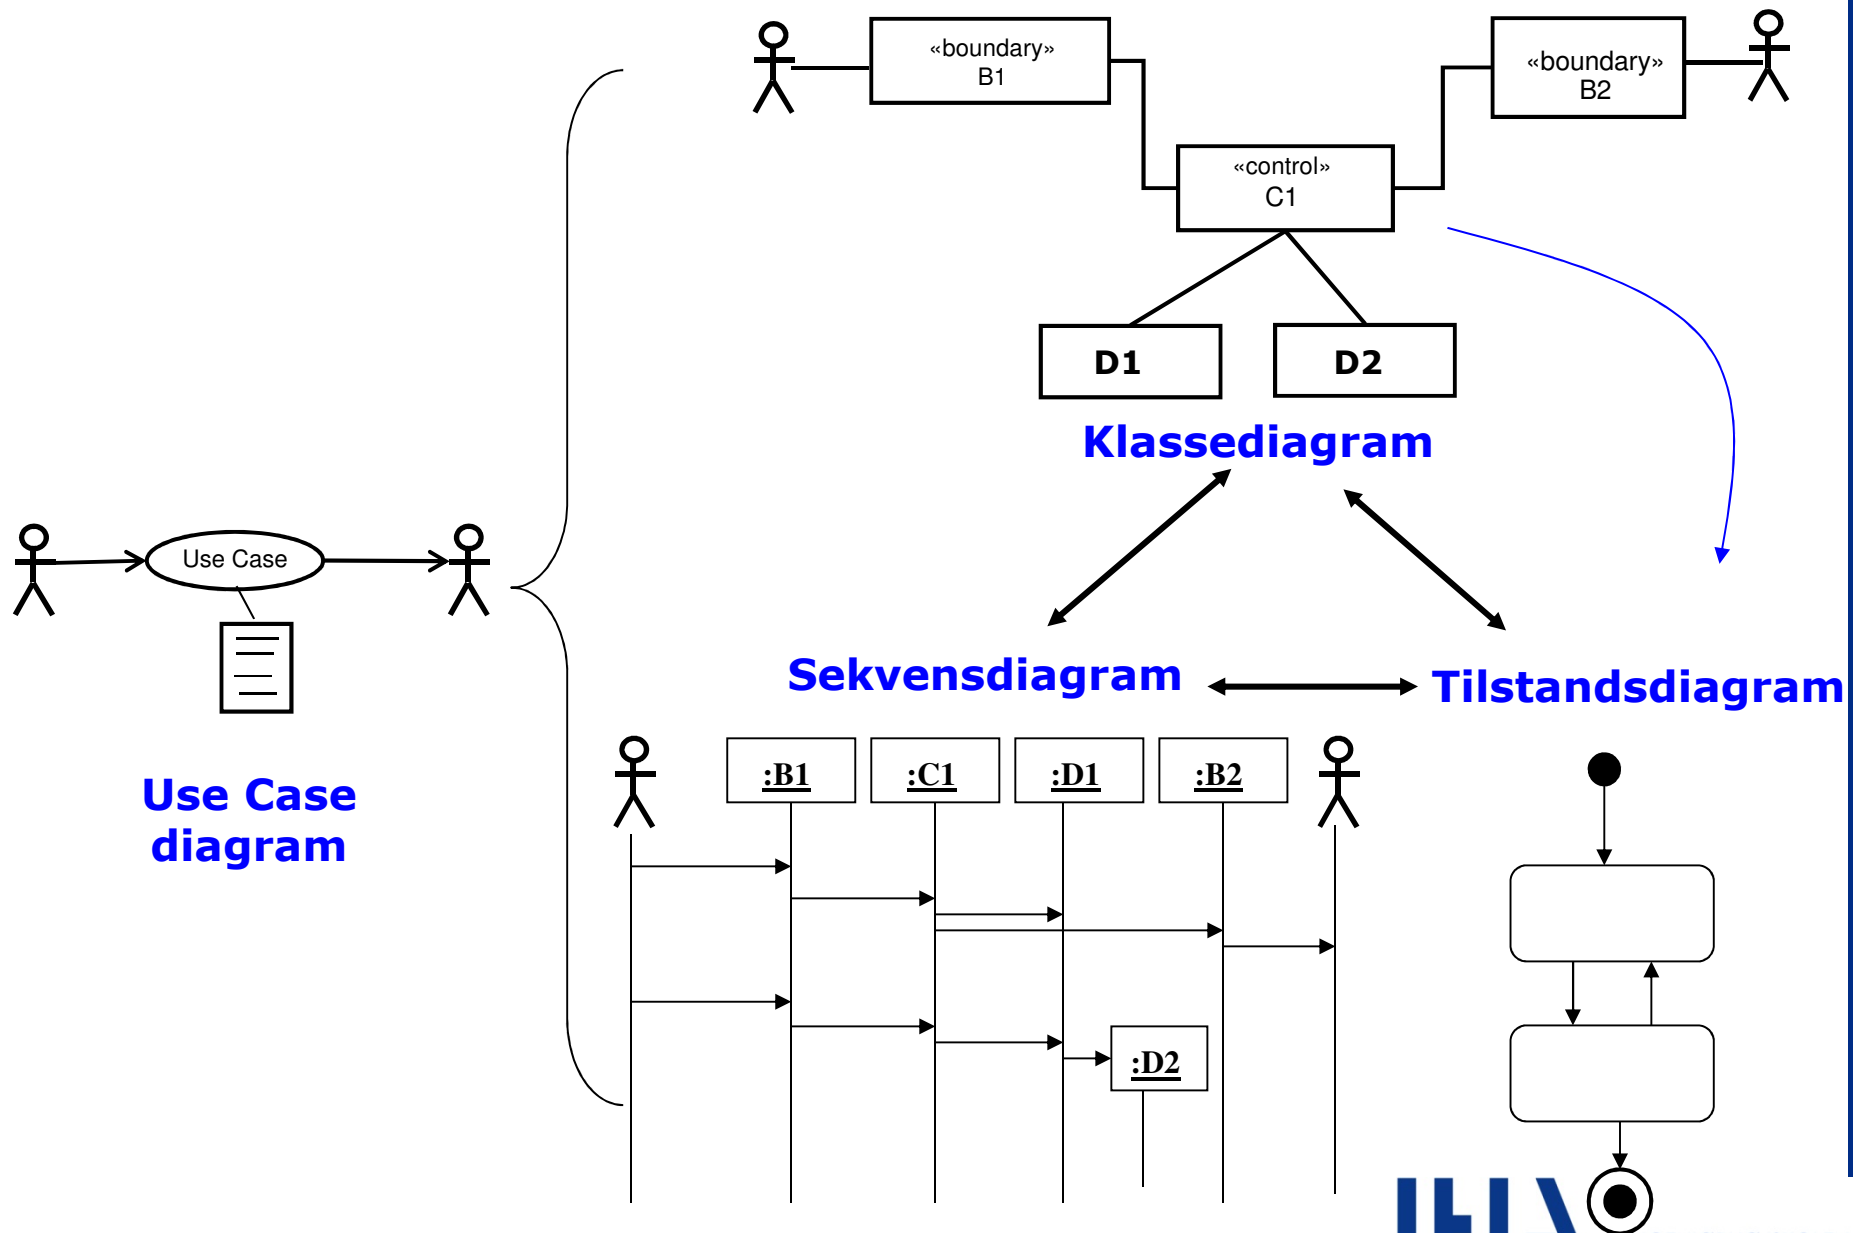 «boundary»
B1
«boundary»
B2
«control»
C1
D1
D2
Klassediagram
Use Case
Sekvensdiagram
Tilstandsdiagram
Use Case
diagram
:B1
:C1
:D1
:B2
:D2